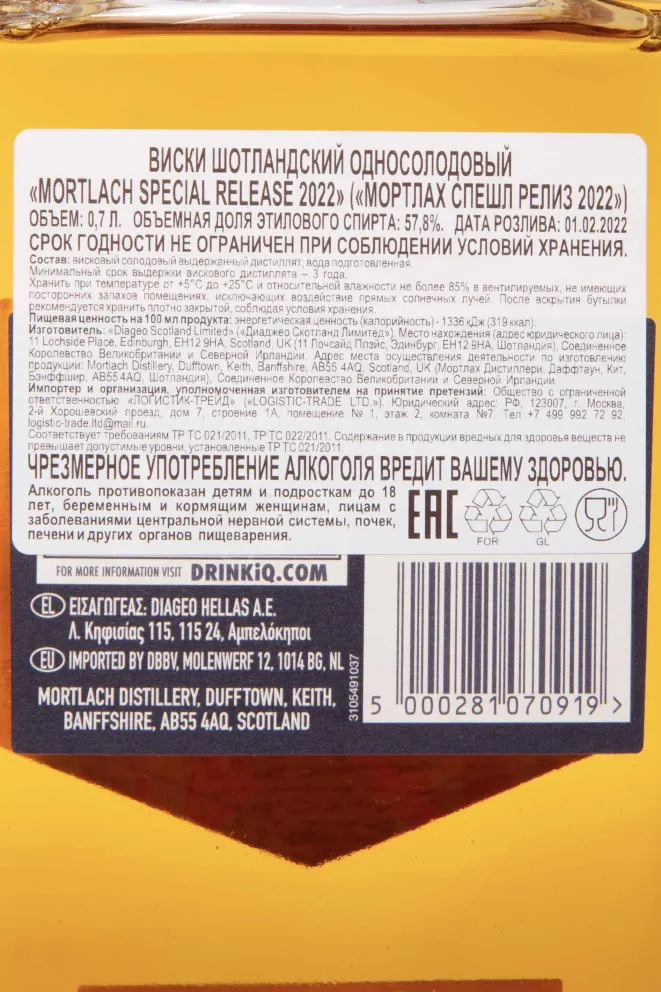 ВИСКИ ШОТЛАНДСКИЙ ОДНОСОЛОДОВЫЙ
«MORTLACH SPECIAL RELEASE 2022» («МОРТЛАХ СПЕШЛ РЕЛИЗ 2022»)
ОБЪЕМ: 0,7 Л. ОБЪЕМНАЯ ДОЛЯ ЭТИЛОВОГО СПИРТА: 57,8%. ДАТА РОЗЛИВА: 01.02.2022
СРОК ГОДНОСТИ НЕ ОГРАНИЧЕН ПРИ СОБЛЮДЕНИИ УСЛОВИЙ ХРАНЕНИЯ.
Состав: висковый солодовый выдержанный дистиллят, вода подготовленная.
Минимальный срок выдержки вискового дистиллята – 3 года.
Хранить при температуре от +5°С до +25°С и относительной влажности не более 85% в вентилируемых, не имеющих
посторонних запахов помещениях, исключающих воздействие прямых солнечных лучей. После вскрытия бутылки
рекомендуется хранить плотно закрытой, соблюдая условия хранения.
Пищевая ценность на 100 мл продукта: энергетическая ценность (калорийность) - 1336 кДж (319 ккал).
Изготовитель: «Diageo Scotland Limited» («Диаджео Скотланд Лимитед»). Место нахождения (адрес юридического лица):
11 Lochside Place, Edinburgh, EH12 9HA, Scotland, UK (11 Лочсайд Плэйс, Эдинбург, ЕН12 9НА, Шотландия), Соединенное
Королевство Великобритании и Северной Ирландии. Адрес места осуществления деятельности по изготовлению
продукции: Mortlach Distillery, Dufftown, Keith, Banffshire, AB55 4AQ, Scotland, UK (Мортлах Дистиллери, Даффтаун, Кит,
Бэнффшир, AB55 4AQ, Шотландия), Соединенное Королевство Великобритании и Северной Ирландии.
Импортер и организация, уполномоченная изготовителем на принятие претензий: Общество с ограниченной
ответственностью «ЛОГИСТИК-ТРЕЙД» («LOGISTIC-TRADE LTD.»). Юридический адрес: РФ, 123007, г. Москва,
2-й Хорошевский проезд, дом 7, строение 1А, помещение № 1, этаж 2, комната №7. Тел +7 499 992 72 92,
logistic-trade.ltd@mail.ru.
Соответствует требованиям ТР ТС 021/2011, ТР ТС 022/2011. Содержание в продукции вредных для здоровья веществ не
превышает допустимые уровни, установленные ТР ТС 021/2011.
ЧРЕЗМЕРНОЕ УПОТРЕБЛЕНИЕ АЛКОГОЛЯ ВРЕДИТ ВАШЕМУ ЗДОРОВЬЮ.
Алкоголь противопоказан детям и подросткам до 18
лет, беременным и кормящим женщинам, лицам с
заболеваниями центральной нервной системы, почек,
печени и других органов пищеварения.
EAC
FOR
GL
FOR MORE INFORMATION VISIT DRINKiQ.COM
EL ΕΙΣΑΓΩΓΕΑΣ: DIAGEO HELLAS A.E.
Λ. Κηφισίας 115, 115 24, Αμπελόκηποι
EU IMPORTED BY DBBV, MOLENWERF 12, 1014 BG, NL
MORTLACH DISTILLERY, DUFFTOWN, KEITH,
BANFFSHIRE, AB55 4AQ, SCOTLAND
3105491037
5 000281 070919 >